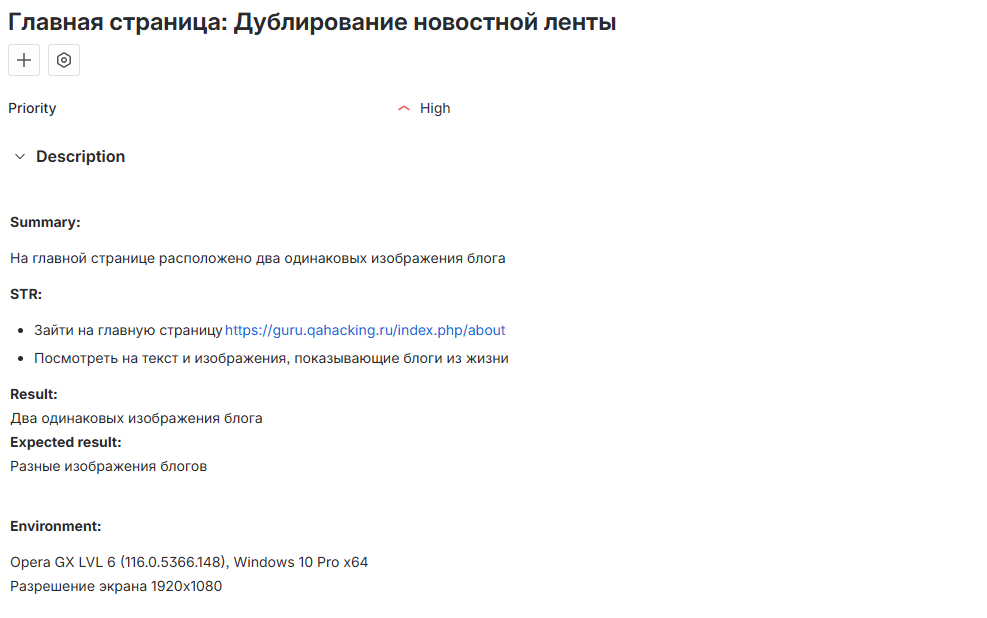 Главная страница: Дублирование новостной ленты
Priority
High
Description
Summary:
На главной странице расположено два одинаковых изображения блога
STR:
Зайти на главную страницу https://guru.qahacking.ru/index.php/about
Посмотреть на текст и изображения, показывающие блоги из жизни
Result:
Два одинаковых изображения блога
Expected result:
Разные изображения блогов
Environment:
Opera GX LVL 6 (116.0.5366.148), Windows 10 Pro x64
Разрешение экрана 1920x1080